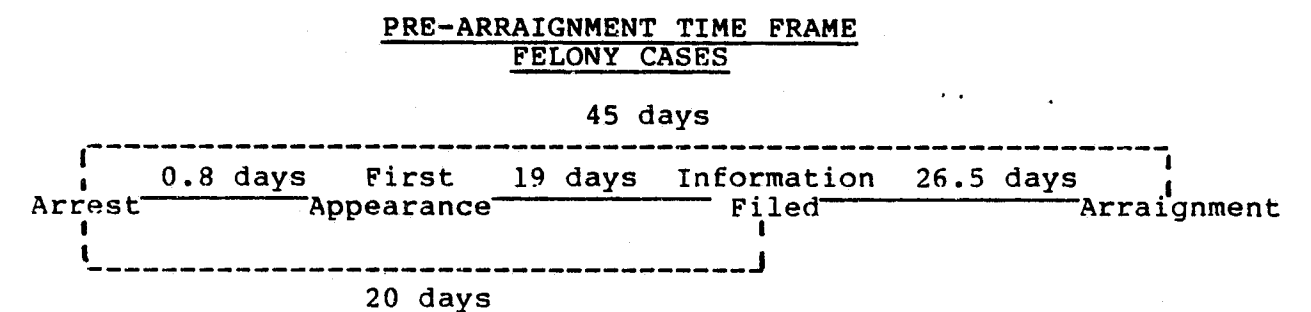 PRE-ARRAIGNMENT TIME FRAME
FELONY CASES
45 days
0.8 days First 19 days Information 26.5 days
Arrest Appearance Filed Arraignment
20 days